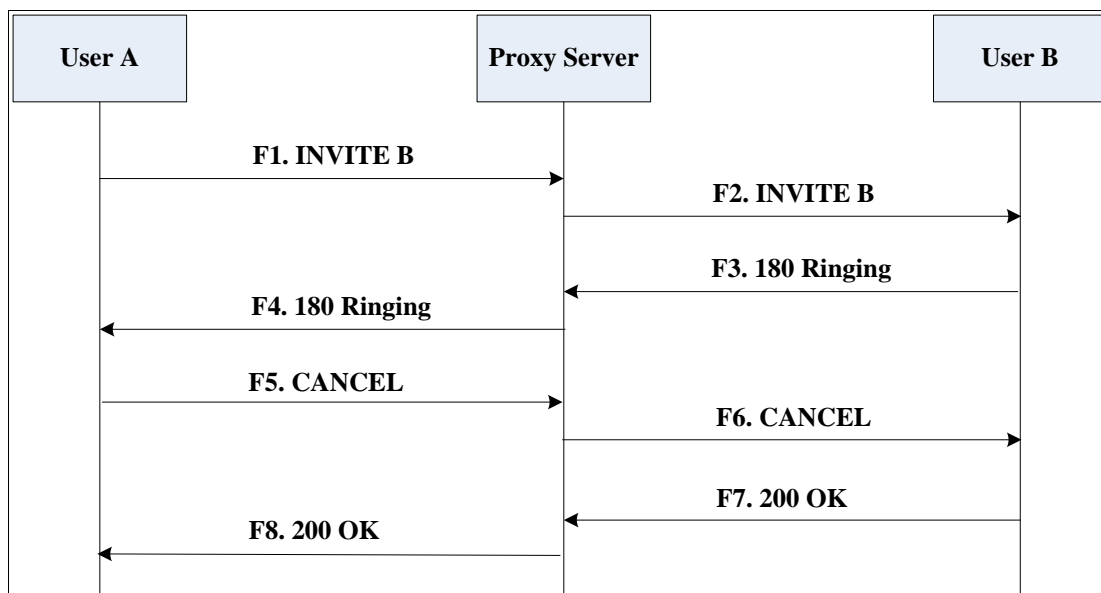 User A
Proxy Server
User B
F1. INVITE B
F2. INVITE B
F3. 180 Ringing
F4. 180 Ringing
F5. CANCEL
F6. CANCEL
F7. 200 OK
F8. 200 OK